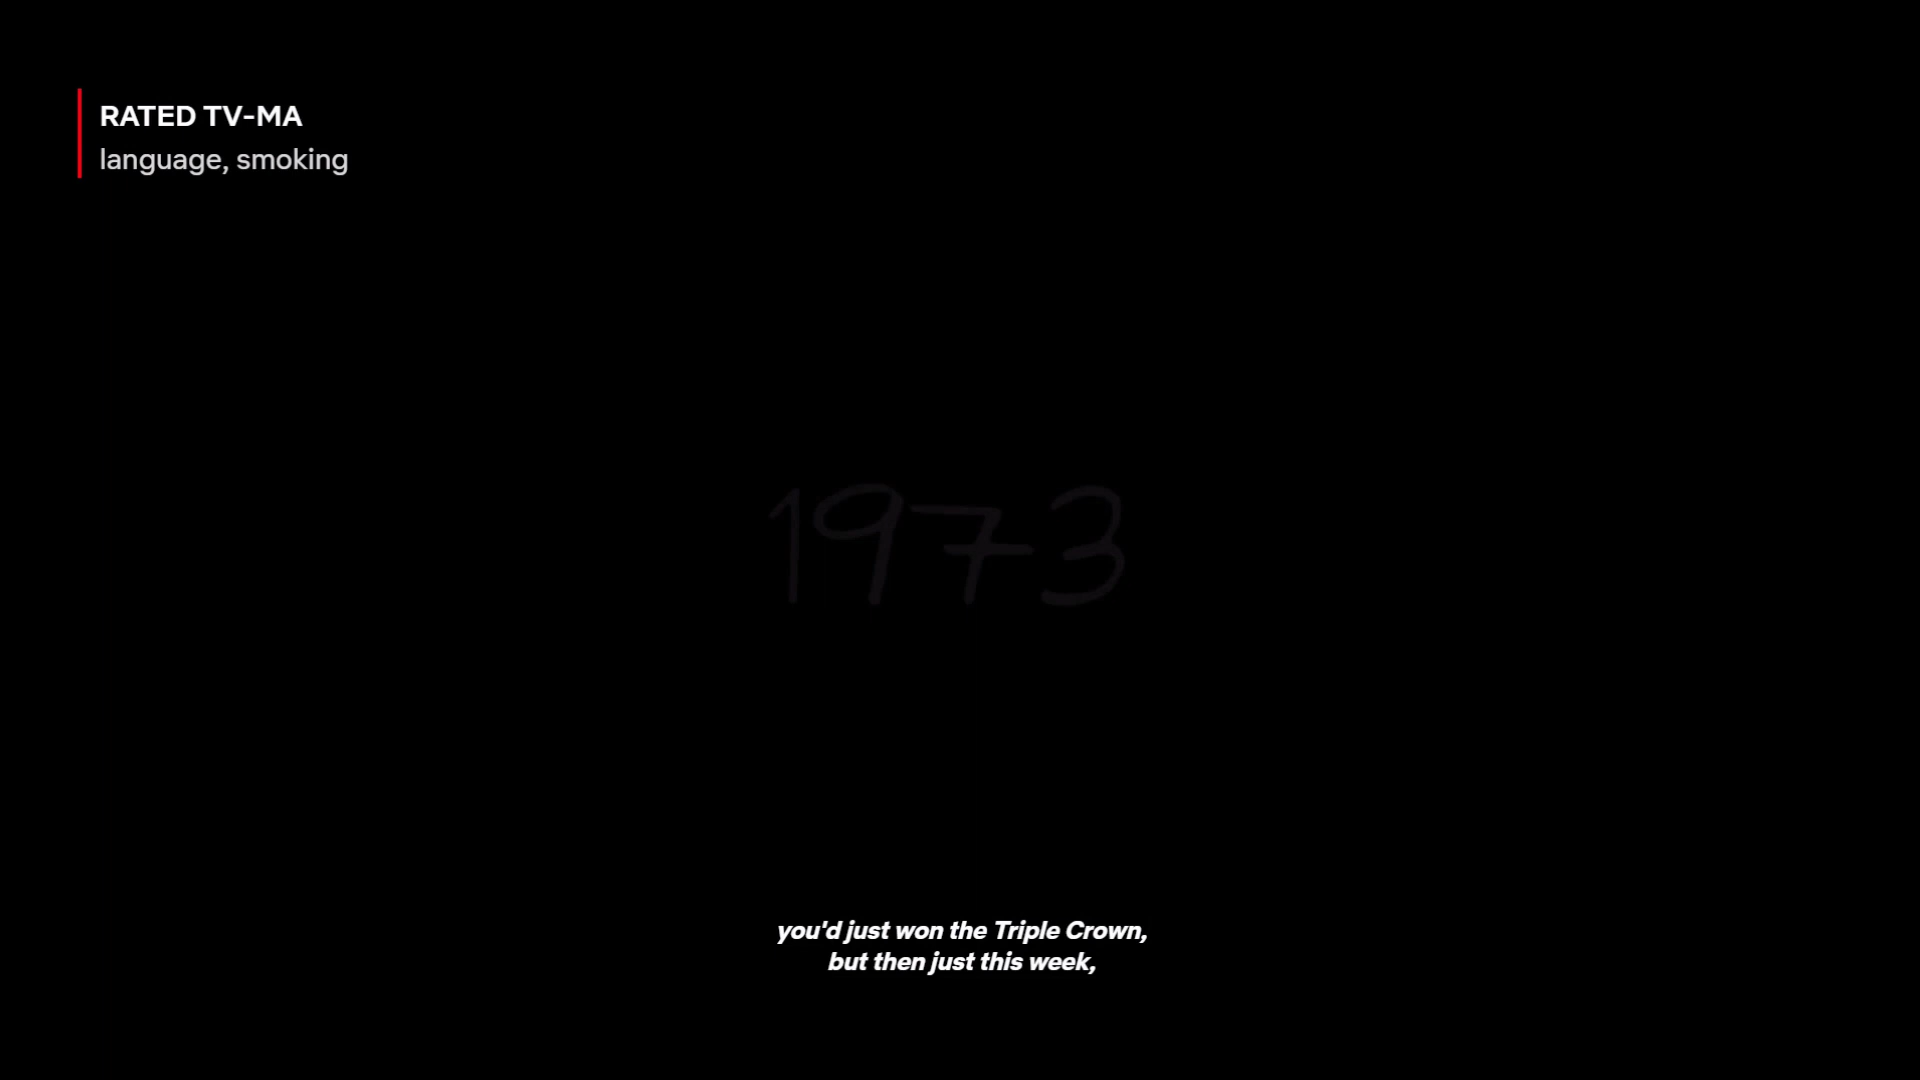 RATED TV-MA
language, smoking
1973
you'd just won the Triple Crown,
but then just this week,